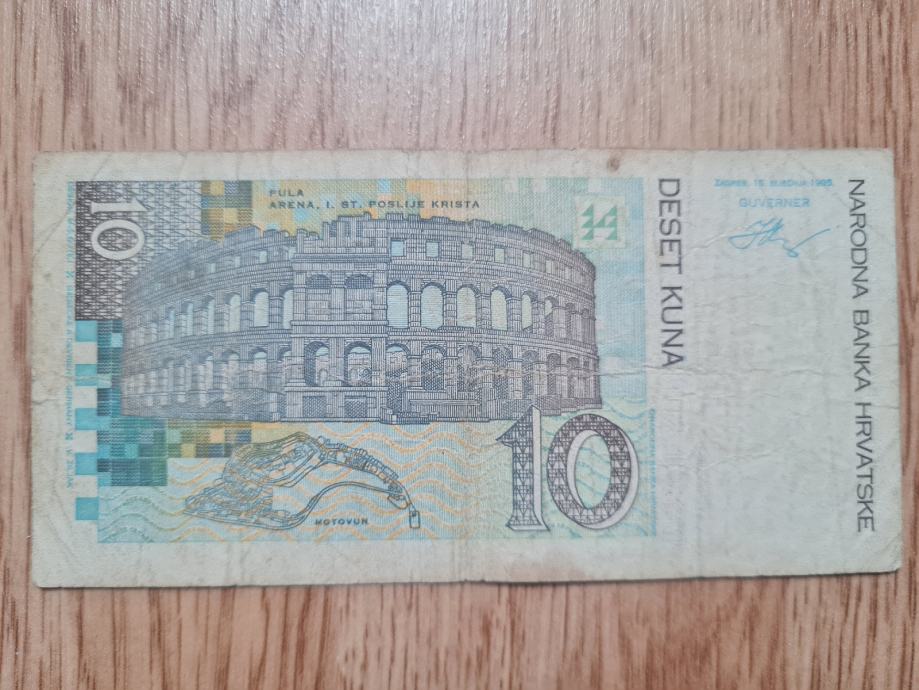 10
PULA
ARENA, I. ST. POSLIJE KRISTA
MOTOVUN
10
DESET KUNA
ZAGREB, 15. SIJEČNJA 1995.
GUVERNER
NARODNA BANKA HRVATSKE